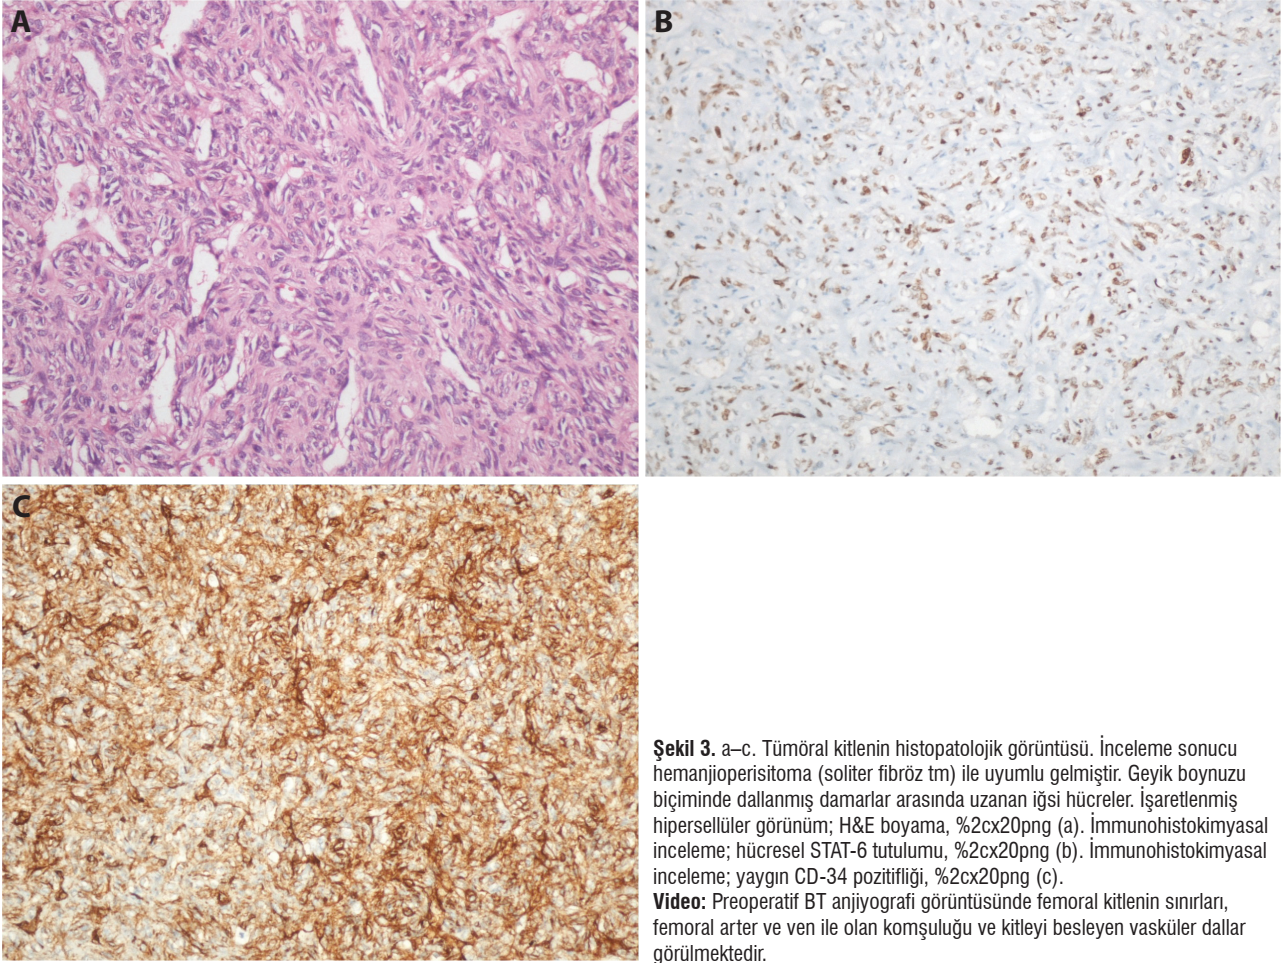 A
B
C
Şekil 3. a–c. Tümöral kitlenin histopatolojik görüntüsü. İnceleme sonucu
hemanjioperisitoma (soliter fibröz tm) ile uyumlu gelmiştir. Geyik boynuzu
biçiminde dallanmış damarlar arasında uzanan iğsi hücreler. İşaretlenmiş
hipersellüler görünüm; H&E boyama, %2cx20png (a). İmmunohistokimyasal
inceleme; hücresel STAT-6 tutulumu, %2cx20png (b). İmmunohistokimyasal
inceleme; yaygın CD-34 pozitifliği, %2cx20png (c).
Video: Preoperatif BT anjiyografi görüntüsünde femoral kitlenin sınırları,
femoral arter ve ven ile olan komşuluğu ve kitleyi besleyen vasküler dallar
görülmektedir.